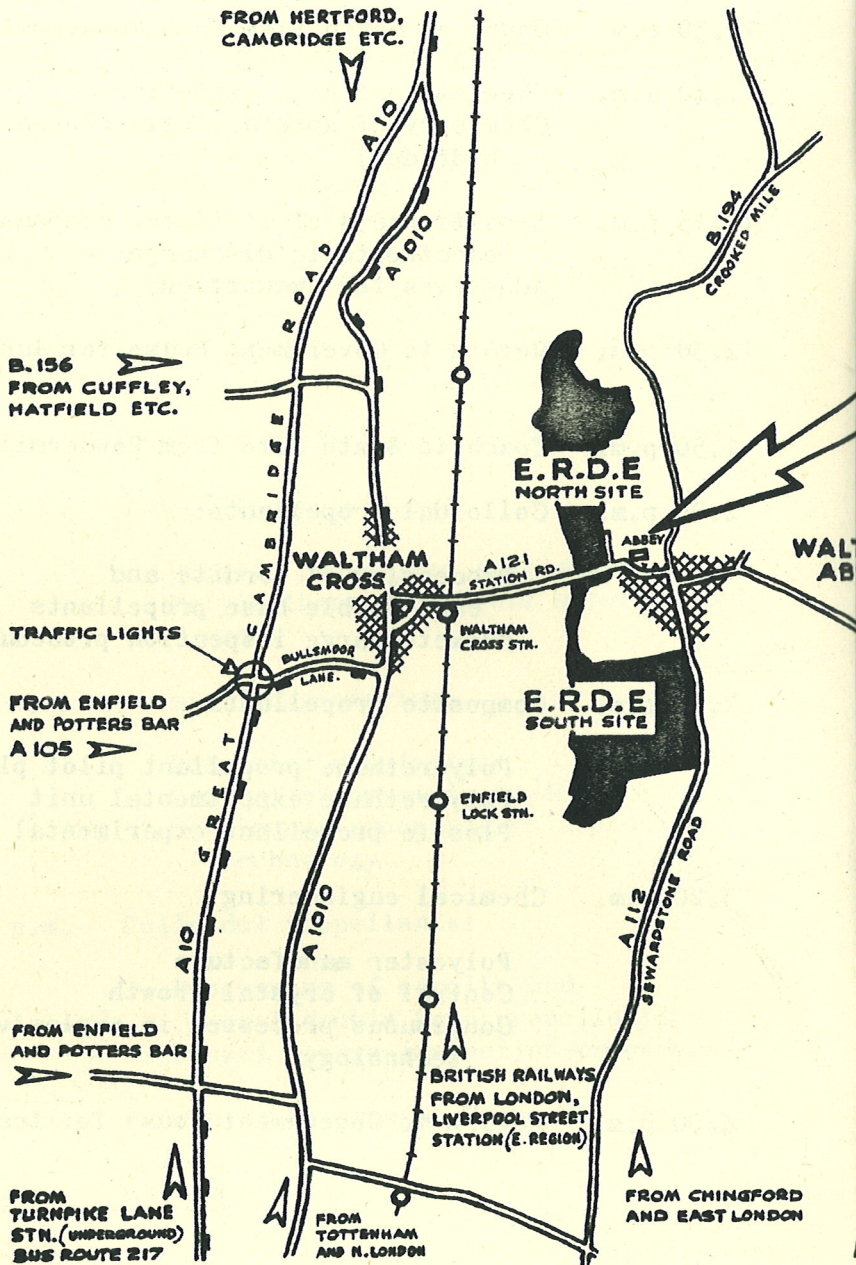 FROM HERTFORD,
CAMBRIDGE ETC.
A10
A1010
ROAD
B.194
CROOKED MILE
B.156
FROM CUFFLEY,
HATFIELD ETC.
CAMBRIDGE
E.R.D.E
NORTH SITE
ABBEY
WALTHAM
CROSS
A121
STATION RD.
WALT
AB
TRAFFIC LIGHTS
BULLSMOOR
LANE.
WALTHAM
CROSS STN.
FROM ENFIELD
AND POTTERS BAR
A105
E.R.D.E
SOUTH SITE
GREAT
ENFIELD
LOCK STN.
A112
SEWARDSTONE ROAD
A10
A1010
FROM ENFIELD
AND POTTERS BAR
BRITISH RAILWAYS
FROM LONDON,
LIVERPOOL STREET
STATION (E. REGION)
FROM
TURNPIKE LANE
STN. (UNDERGROUND)
BUS ROUTE 217
FROM
TOTTENHAM
AND N. LONDON
FROM CHINGFORD
AND EAST LONDON